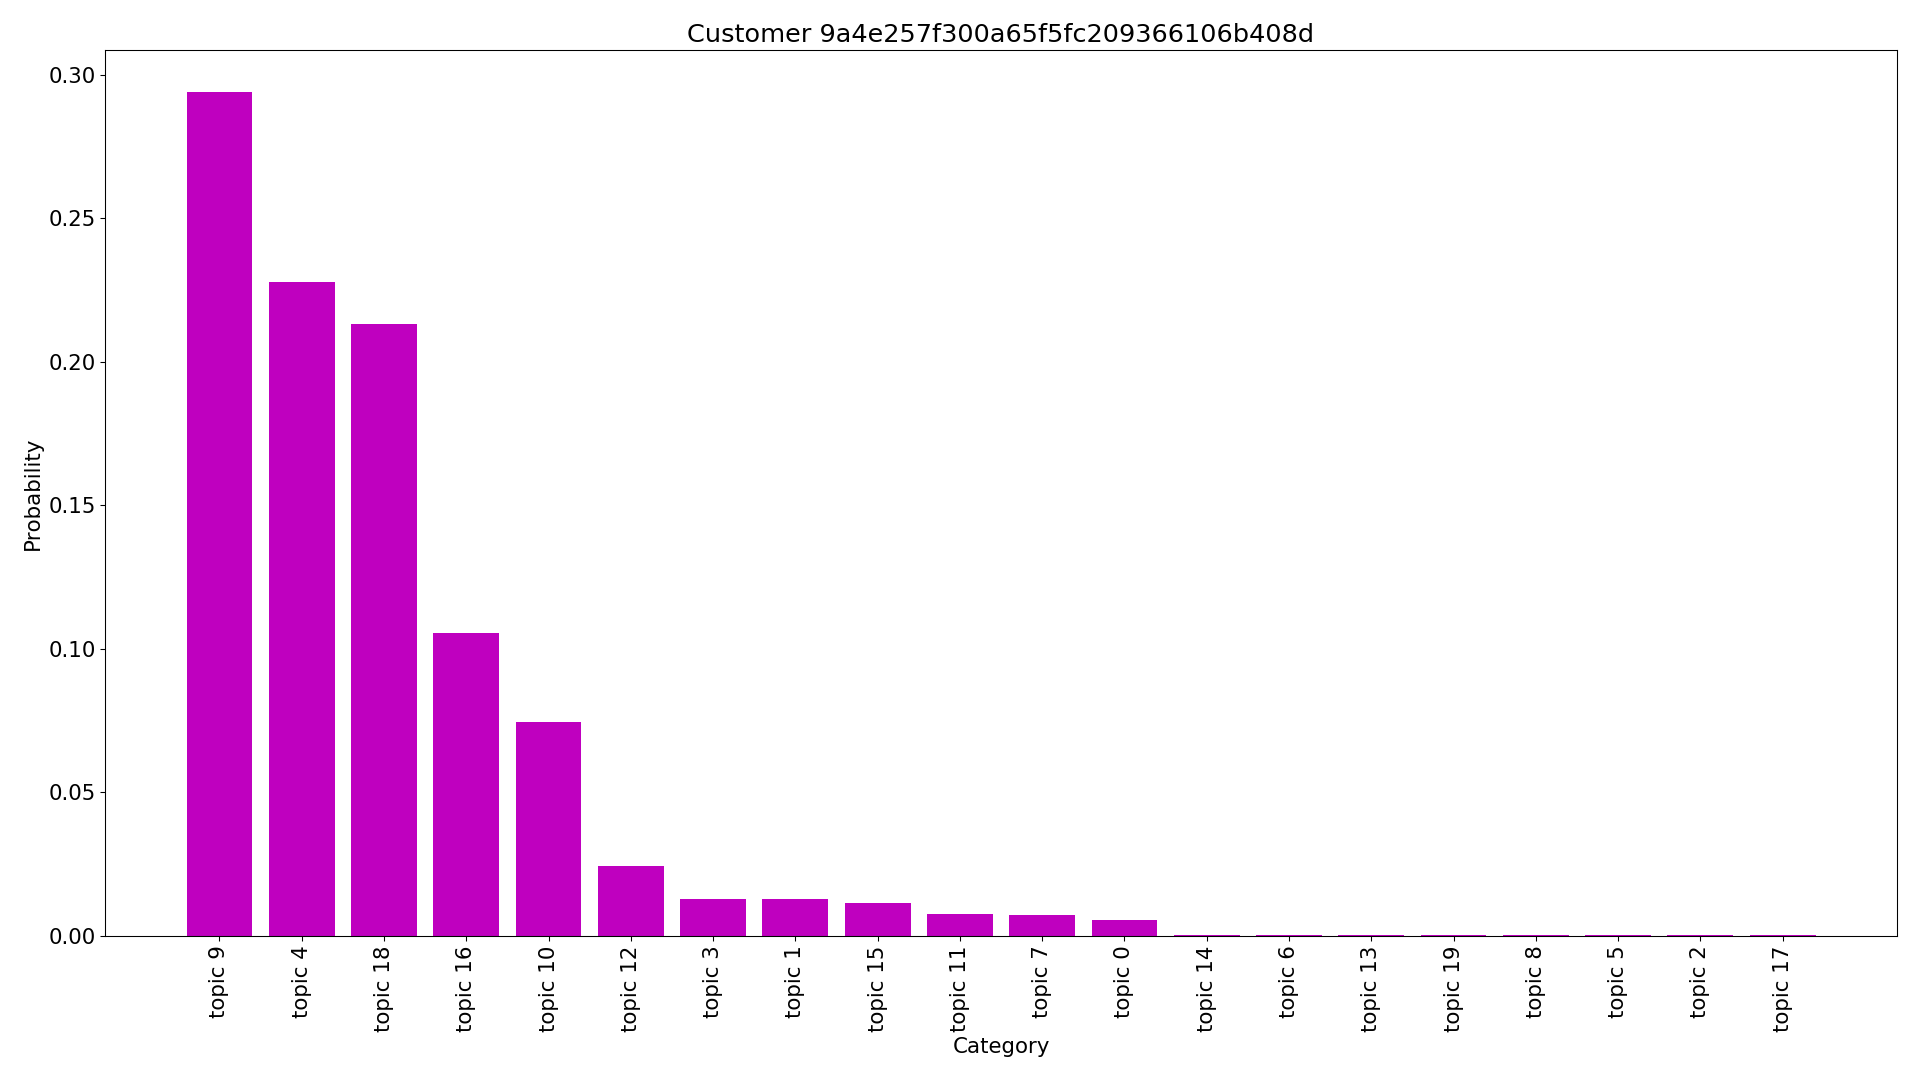 Customer 9a4e257f300a65f5fc209366106b408d
Probability
0.30
0.25
0.20
0.15
0.10
0.05
0.00
topic 9
topic 4
topic 18
topic 16
topic 10
topic 12
topic 3
topic 1
topic 15
topic 11
topic 7
topic 0
topic 14
topic 6
topic 13
topic 19
topic 8
topic 5
topic 2
topic 17
Category